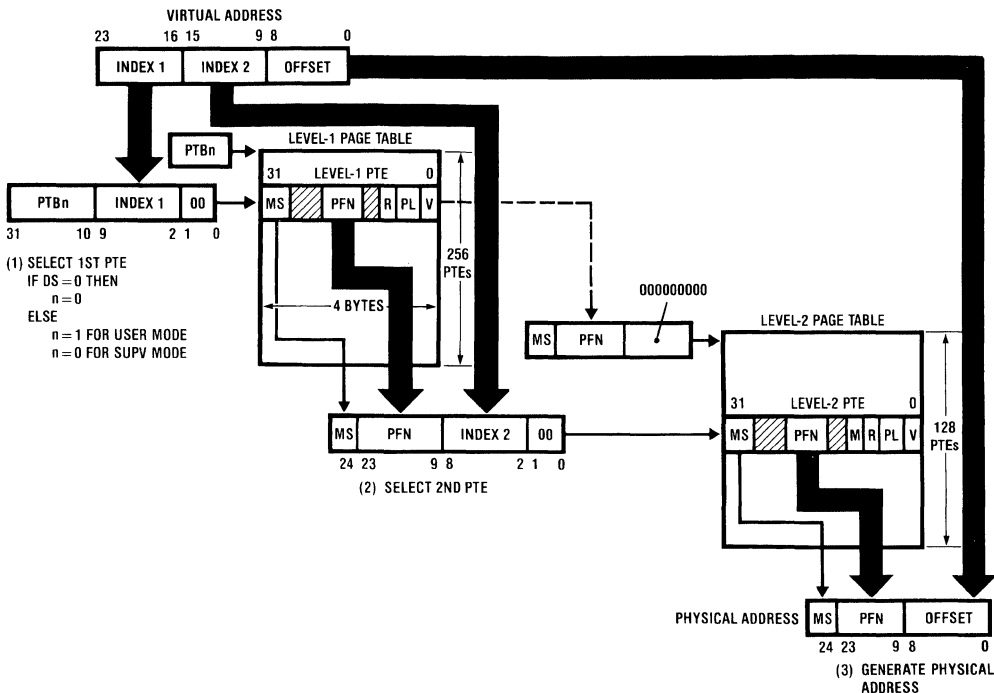 VIRTUAL ADDRESS
23 16 15 9 8 0
INDEX 1 INDEX 2 OFFSET
PTBn
LEVEL-1 PAGE TABLE
31 LEVEL-1 PTE 0
MS PFN R PL V
PTBn INDEX 1 00
31 10 9 2 1 0
(1) SELECT 1ST PTE
IF DS = 0 THEN
n = 0
ELSE
n = 1 FOR USER MODE
n = 0 FOR SUPV MODE
256
PTEs
4 BYTES
000000000
MS PFN
LEVEL-2 PAGE TABLE
31 LEVEL-2 PTE 0
MS PFN M R PL V
128
PTEs
MS PFN INDEX 2 00
24 23 9 8 2 1 0
(2) SELECT 2ND PTE
PHYSICAL ADDRESS MS PFN OFFSET
24 23 9 8 0
(3) GENERATE PHYSICAL
ADDRESS